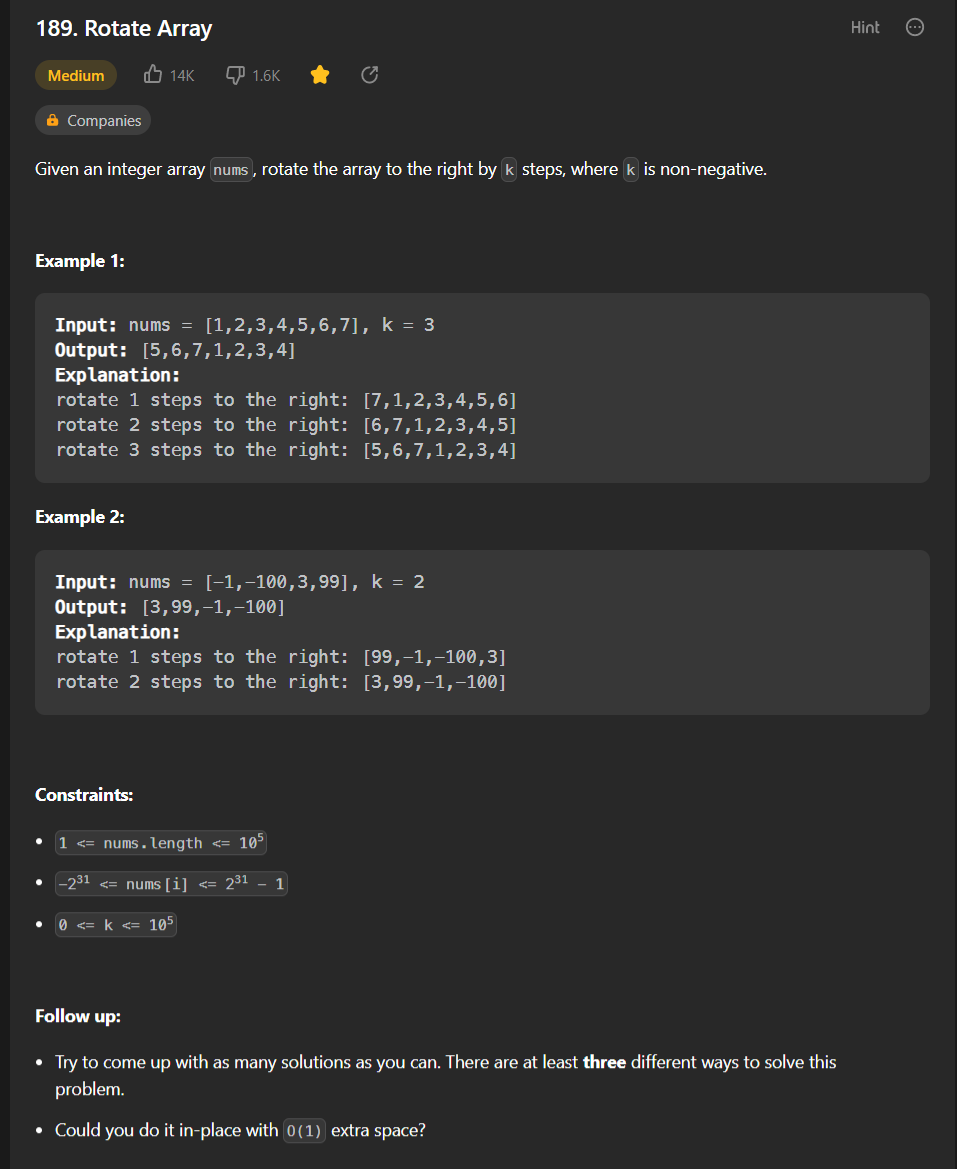 189. Rotate Array
Hint
Medium
14K
1.6K
Companies
Given an integer array nums, rotate the array to the right by k steps, where k is non-negative.
Example 1:
Input: nums = [1,2,3,4,5,6,7], k = 3
Output: [5,6,7,1,2,3,4]
Explanation:
rotate 1 steps to the right: [7,1,2,3,4,5,6]
rotate 2 steps to the right: [6,7,1,2,3,4,5]
rotate 3 steps to the right: [5,6,7,1,2,3,4]
Example 2:
Input: nums = [-1,-100,3,99], k = 2
Output: [3,99,-1,-100]
Explanation:
rotate 1 steps to the right: [99,-1,-100,3]
rotate 2 steps to the right: [3,99,-1,-100]
Constraints:
• 1 <= nums.length <= 10⁵
• -2³¹ <= nums[i] <= 2³¹ - 1
• 0 <= k <= 10⁵
Follow up:
• Try to come up with as many solutions as you can. There are at least three different ways to solve this
problem.
• Could you do it in-place with O(1) extra space?